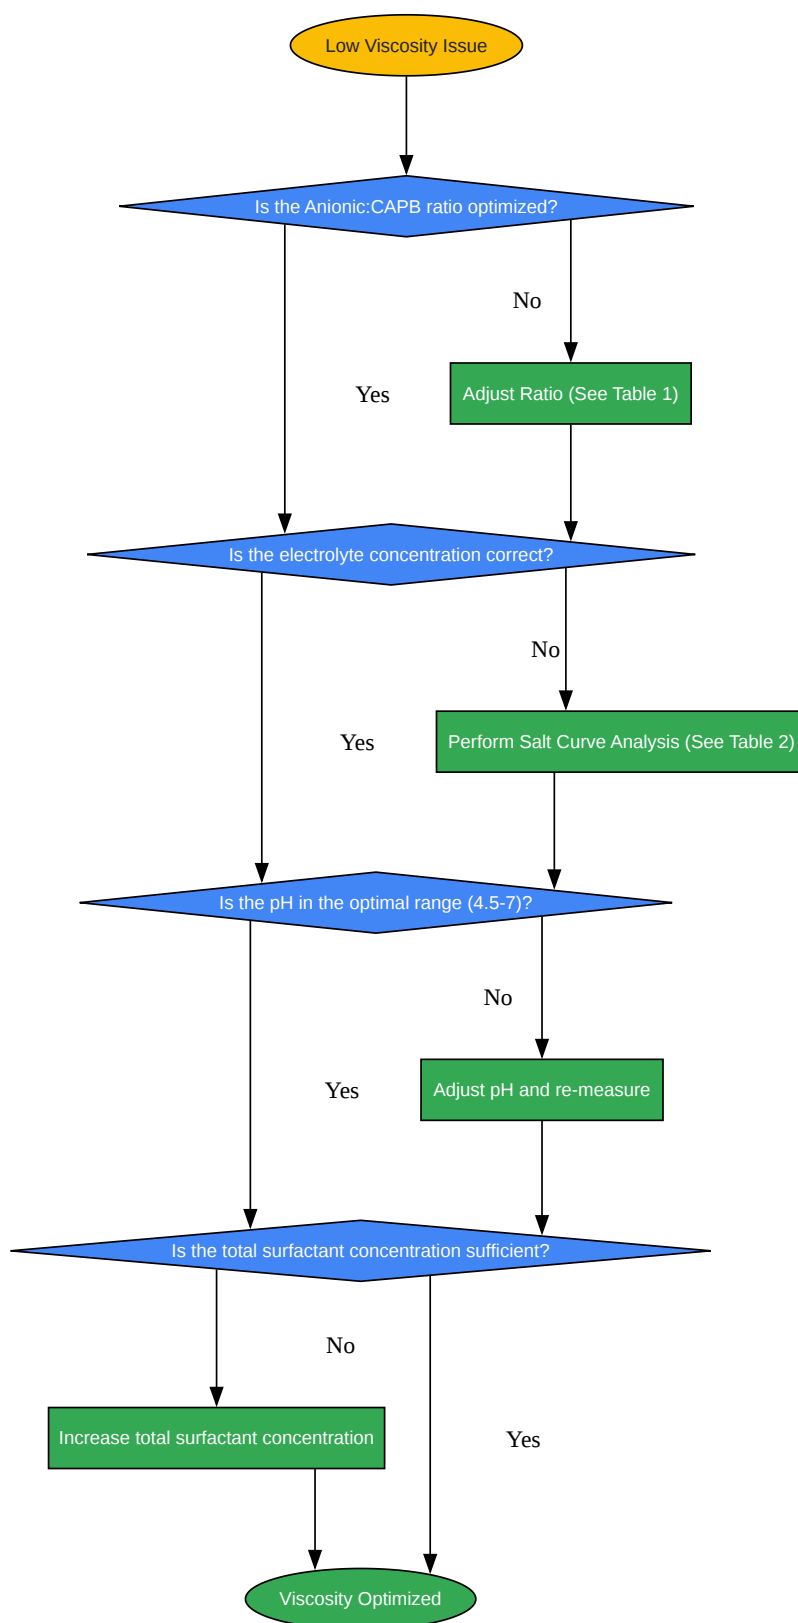 Low Viscosity Issue
Is the Anionic:CAPB ratio optimized?
No
Yes
Adjust Ratio (See Table 1)
Is the electrolyte concentration correct?
No
Yes
Perform Salt Curve Analysis (See Table 2)
Is the pH in the optimal range (4.5-7)?
No
Yes
Adjust pH and re-measure
Is the total surfactant concentration sufficient?
No
Increase total surfactant concentration
Yes
Viscosity Optimized